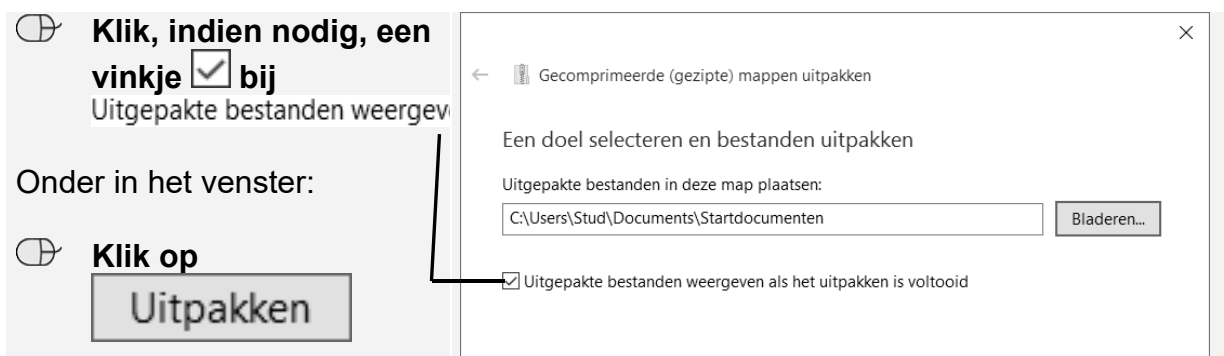 Klik, indien nodig, een
vinkje bij
Uitgepakte bestanden weergev
Onder in het venster:
Klik op
Uitpakken
Gecomprimeerde (gezipte) mappen uitpakken
Een doel selecteren en bestanden uitpakken
Uitgepakte bestanden in deze map plaatsen:
C:\Users\Stud\Documents\Startdocumenten
Bladeren...
Uitgepakte bestanden weergeven als het uitpakken is voltooid